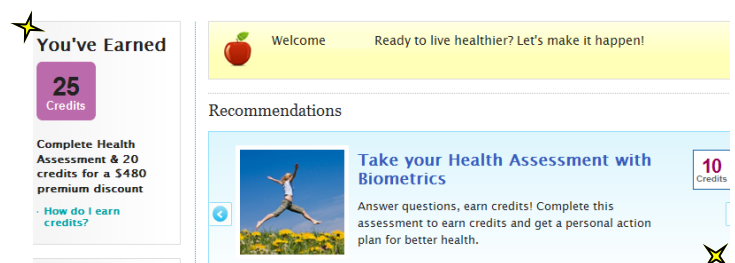 You've Earned
25
Credits
Complete Health
Assessment & 20
credits for a $480
premium discount
How do I earn
credits?
Welcome Ready to live healthier? Let's make it happen!
Recommendations
Take your Health Assessment with
Biometrics
Answer questions, earn credits! Complete this
assessment to earn credits and get a personal action
plan for better health.
10
Credits